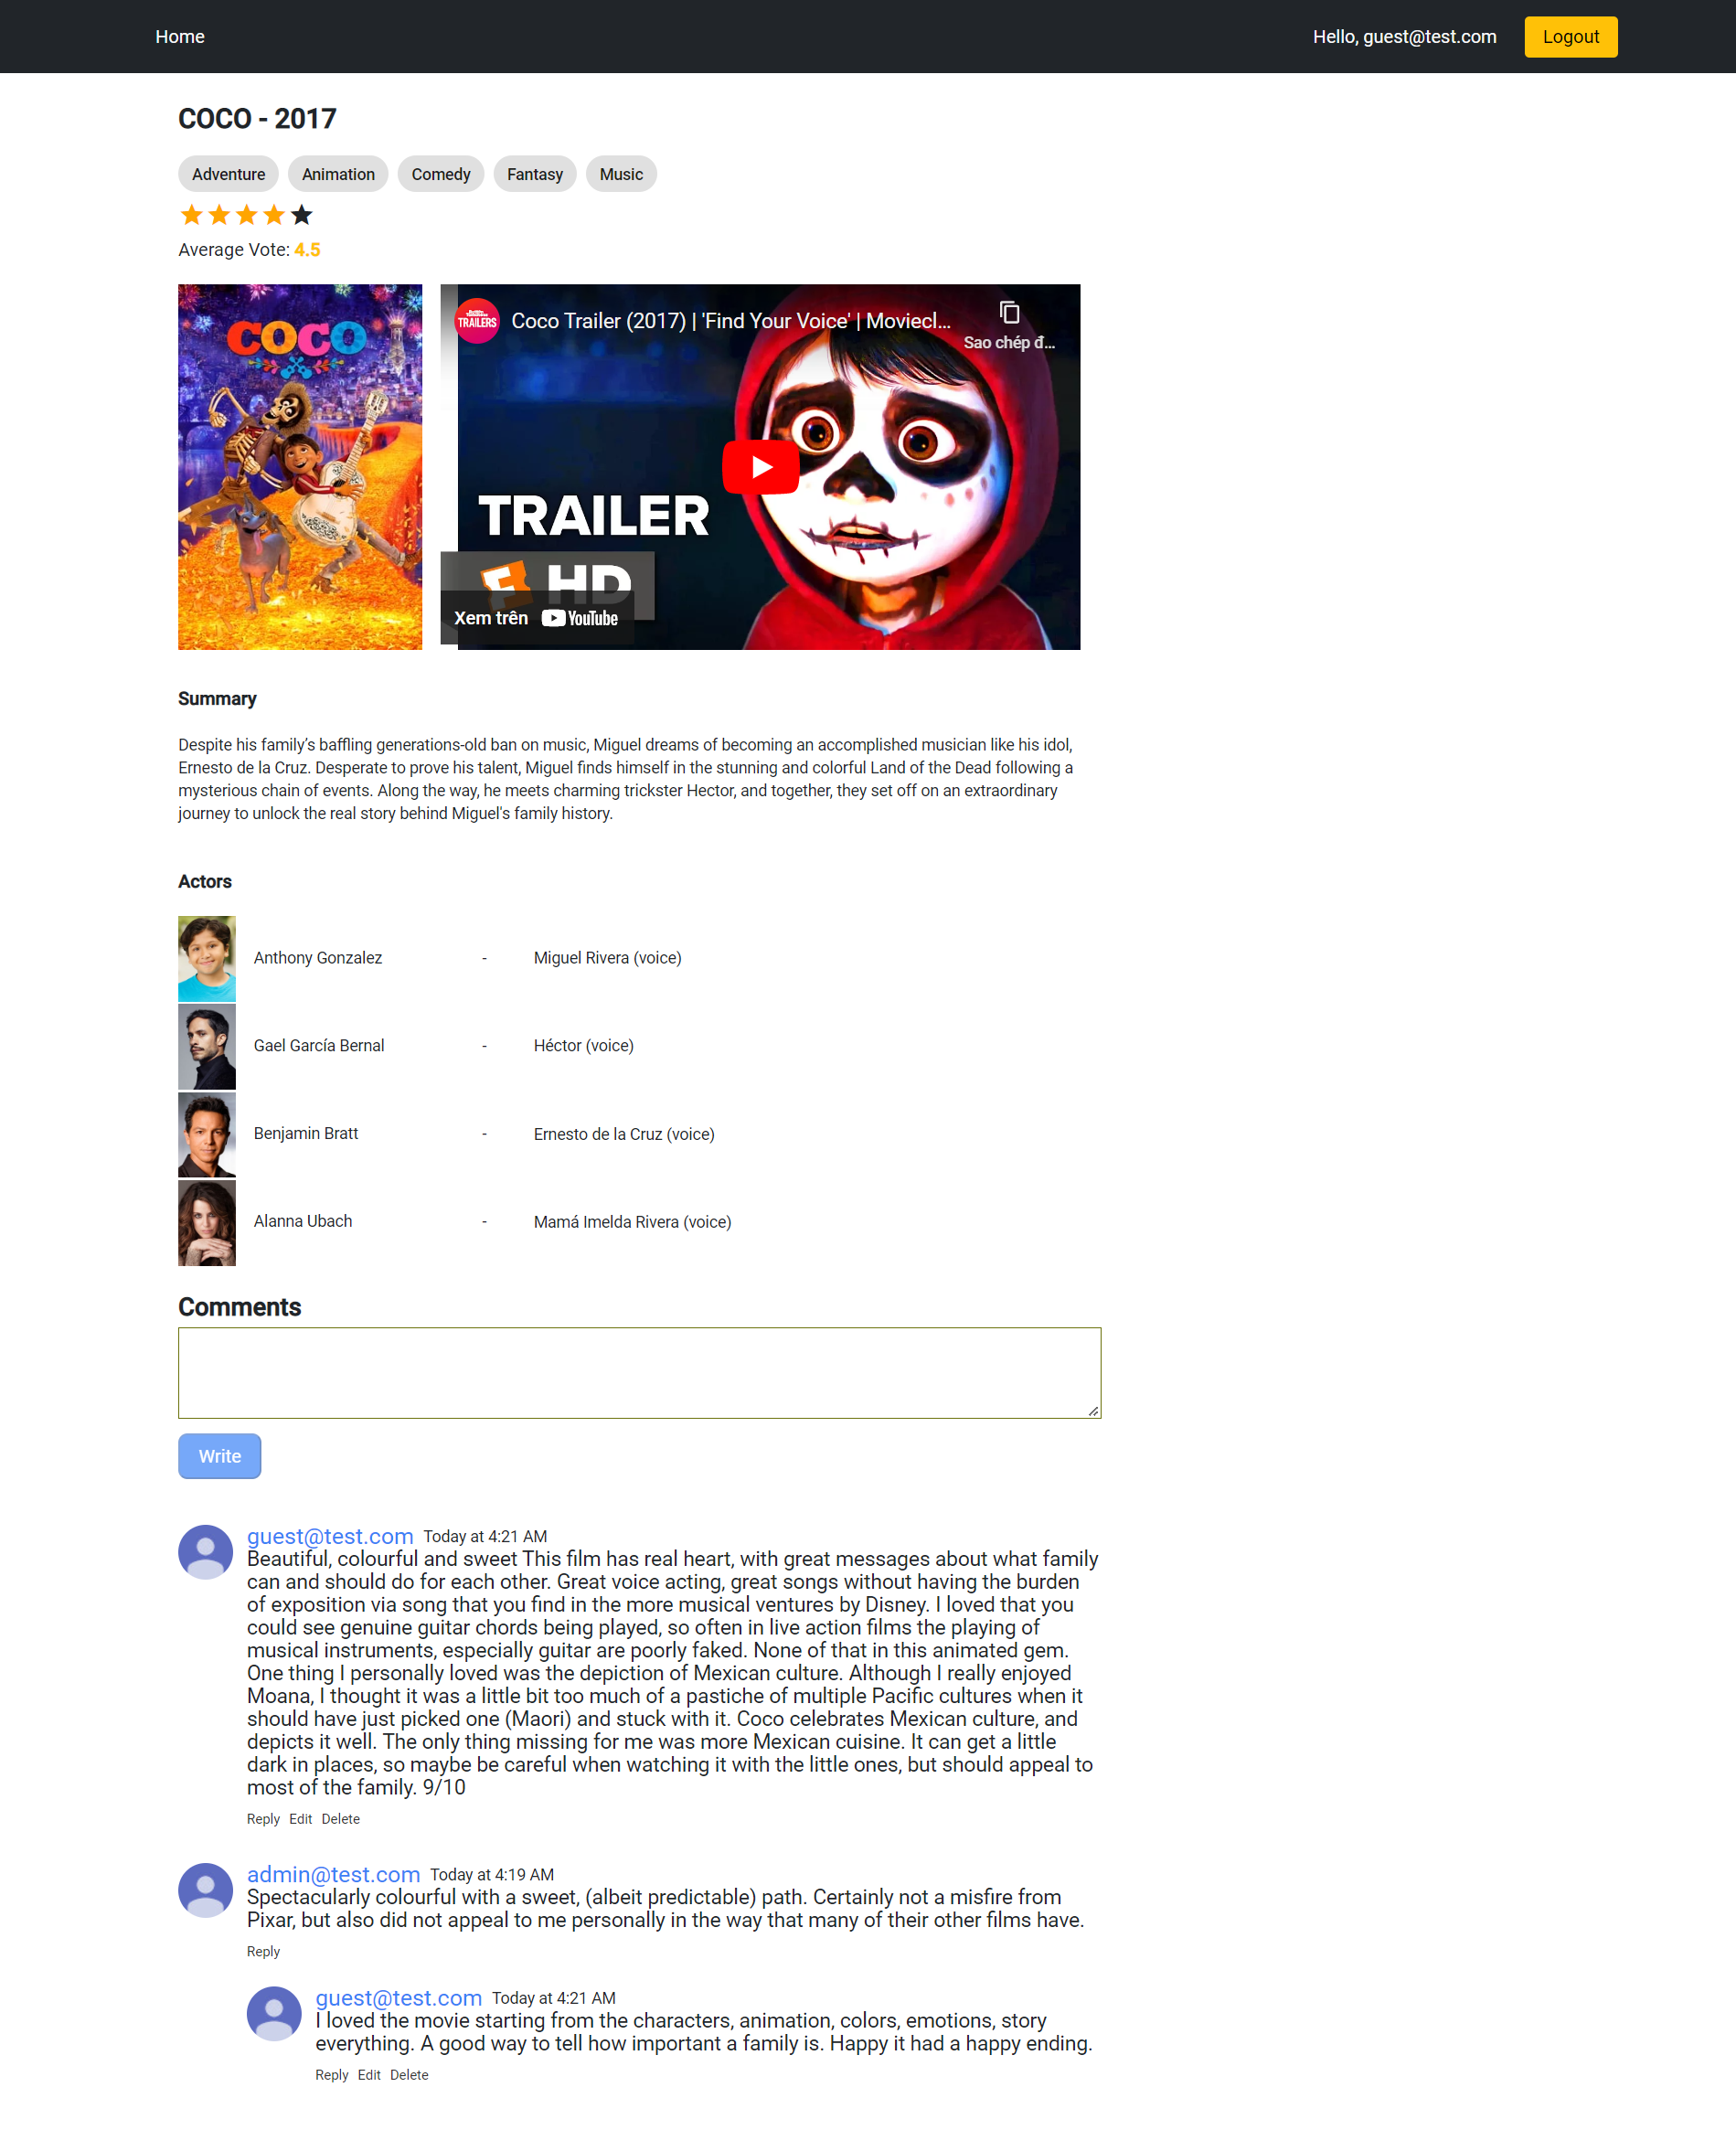 Home
Hello, guest@test.com
Logout
COCO - 2017
Adventure
Animation
Comedy
Fantasy
Music
Average Vote: 4.5
COCO
TRAILERS
Coco Trailer (2017) | 'Find Your Voice' | Moviecl...
Sao chép đ...
TRAILER
HD
Xem trên YouTube
Summary
Despite his family’s baffling generations-old ban on music, Miguel dreams of becoming an accomplished musician like his idol,
Ernesto de la Cruz. Desperate to prove his talent, Miguel finds himself in the stunning and colorful Land of the Dead following a
mysterious chain of events. Along the way, he meets charming trickster Hector, and together, they set off on an extraordinary
journey to unlock the real story behind Miguel's family history.
Actors
Anthony Gonzalez - Miguel Rivera (voice)
Gael García Bernal - Héctor (voice)
Benjamin Bratt - Ernesto de la Cruz (voice)
Alanna Ubach - Mamá Imelda Rivera (voice)
Comments
Write
guest@test.com Today at 4:21 AM
Beautiful, colourful and sweet This film has real heart, with great messages about what family
can and should do for each other. Great voice acting, great songs without having the burden
of exposition via song that you find in the more musical ventures by Disney. I loved that you
could see genuine guitar chords being played, so often in live action films the playing of
musical instruments, especially guitar are poorly faked. None of that in this animated gem.
One thing I personally loved was the depiction of Mexican culture. Although I really enjoyed
Moana, I thought it was a little bit too much of a pastiche of multiple Pacific cultures when it
should have just picked one (Maori) and stuck with it. Coco celebrates Mexican culture, and
depicts it well. The only thing missing for me was more Mexican cuisine. It can get a little
dark in places, so maybe be careful when watching it with the little ones, but should appeal to
most of the family. 9/10
Reply Edit Delete
admin@test.com Today at 4:19 AM
Spectacularly colourful with a sweet, (albeit predictable) path. Certainly not a misfire from
Pixar, but also did not appeal to me personally in the way that many of their other films have.
Reply
guest@test.com Today at 4:21 AM
I loved the movie starting from the characters, animation, colors, emotions, story
everything. A good way to tell how important a family is. Happy it had a happy ending.
Reply Edit Delete